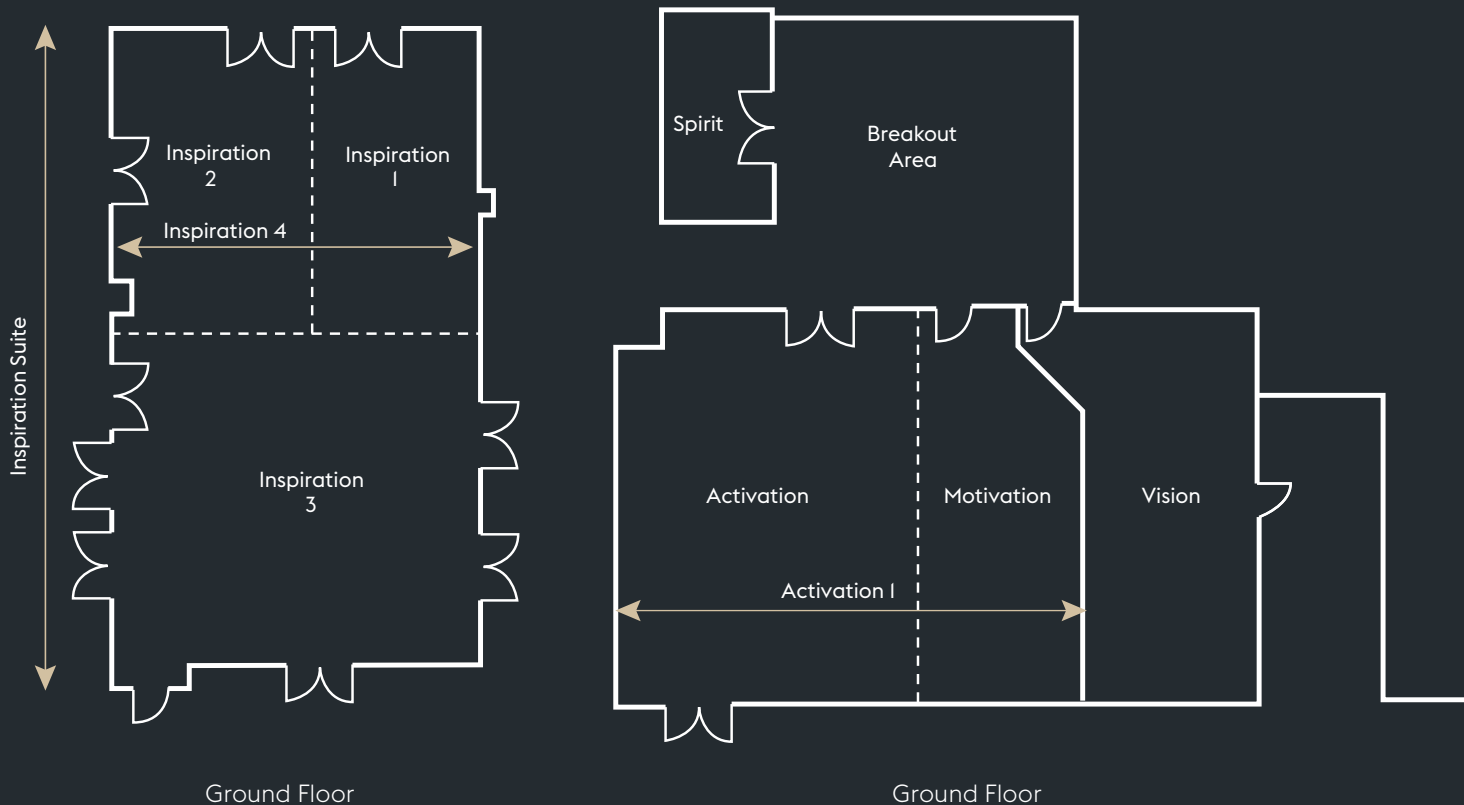 Inspiration Suite
Inspiration
2
Inspiration
1
Inspiration 4
Inspiration
3
Ground Floor
Spirit
Breakout
Area
Activation
Motivation
Vision
Activation 1
Ground Floor